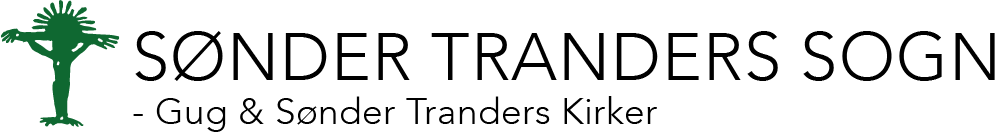 SØNDER TRANDERS SOGN
- Gug & Sønder Tranders Kirker